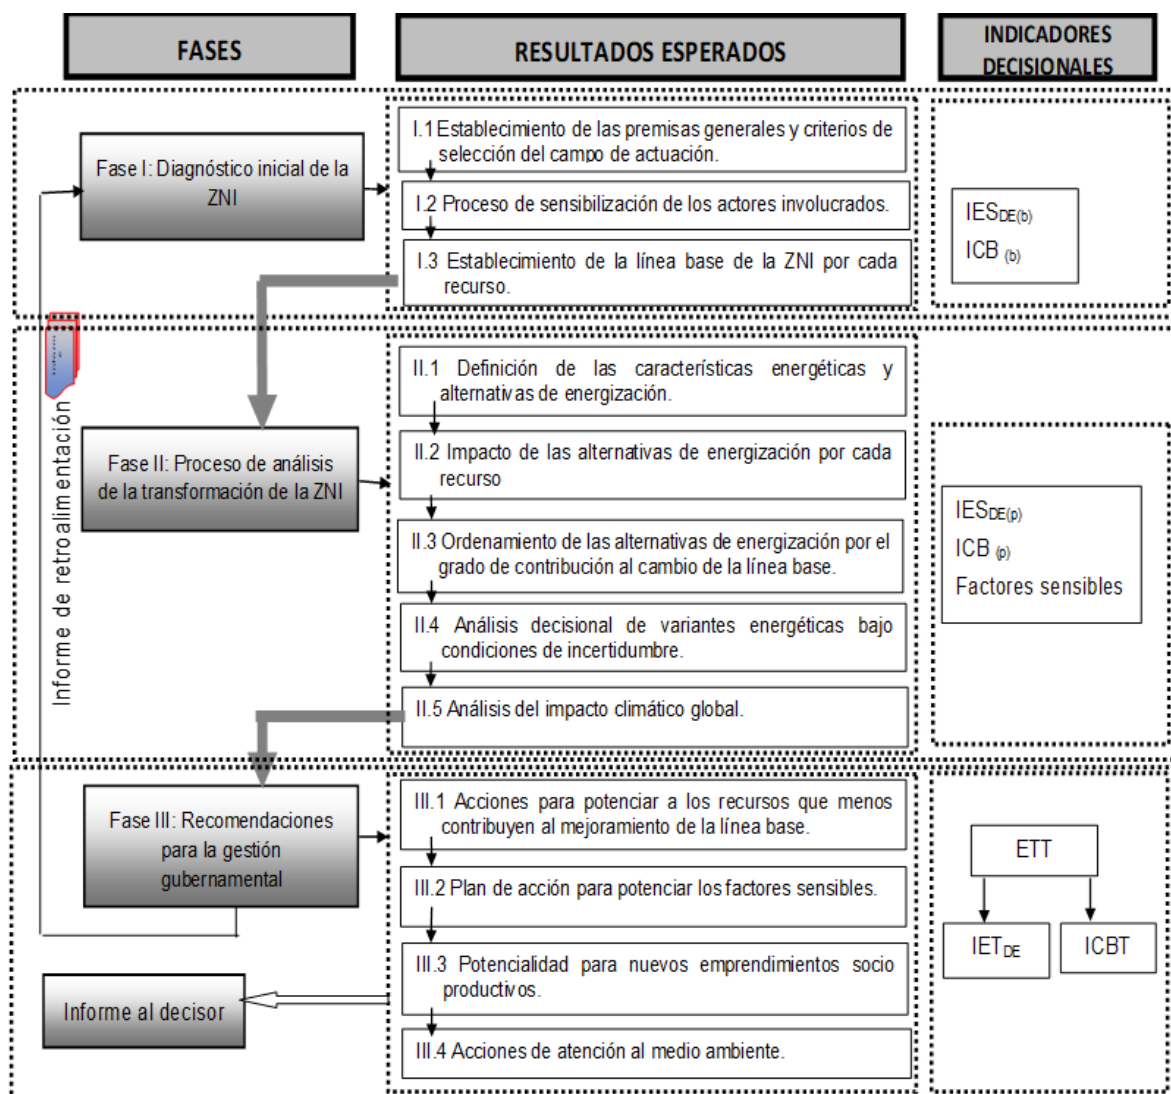 FASES
RESULTADOS ESPERADOS
INDICADORES
DECISIONALES
Fase I: Diagnóstico inicial de la
ZNI
I.1 Establecimiento de las premisas generales y criterios de
selección del campo de actuación.
I.2 Proceso de sensibilización de los actores involucrados.
I.3 Establecimiento de la línea base de la ZNI por cada
recurso.
IESDE(b)
ICB (b)
Informe de retroalimentación
Fase II: Proceso de análisis
de la transformación de la ZNI
II.1 Definición de las características energéticas y
alternativas de energización.
II.2 Impacto de las alternativas de energización por cada
recurso
II.3 Ordenamiento de las alternativas de energización por el
grado de contribución al cambio de la línea base.
II.4 Análisis decisional de variantes energéticas bajo
condiciones de incertidumbre.
II.5 Análisis del impacto climático global.
IESDE(p)
ICB (p)
Factores sensibles
Fase III: Recomendaciones
para la gestión
gubernamental
III.1 Acciones para potenciar a los recursos que menos
contribuyen al mejoramiento de la línea base.
III.2 Plan de acción para potenciar los factores sensibles.
III.3 Potencialidad para nuevos emprendimientos socio
productivos.
III.4 Acciones de atención al medio ambiente.
Informe al decisor
ETT
IETDE
ICBT